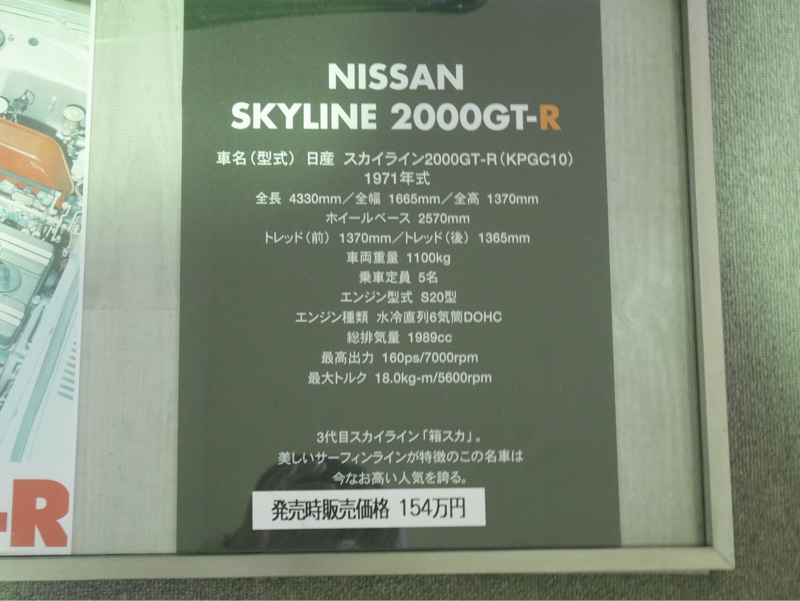 NISSAN
SKYLINE 2000GT-R
車名（型式） 日産 スカイライン2000GT-R（KPGC10）
1971年式
全長 4330mm／全幅 1665mm／全高 1370mm
ホイールベース 2570mm
トレッド（前） 1370mm／トレッド（後） 1365mm
車両重量 1100kg
乗車定員 5名
エンジン型式 S20型
エンジン種類 水冷直列6気筒DOHC
総排気量 1989cc
最高出力 160ps/7000rpm
最大トルク 18.0kg-m/5600rpm
3代目スカイライン「箱スカ」。
美しいサーフィンラインが特徴のこの名車は
今なお高い人気を誇る。
発売時販売価格 154万円
-R